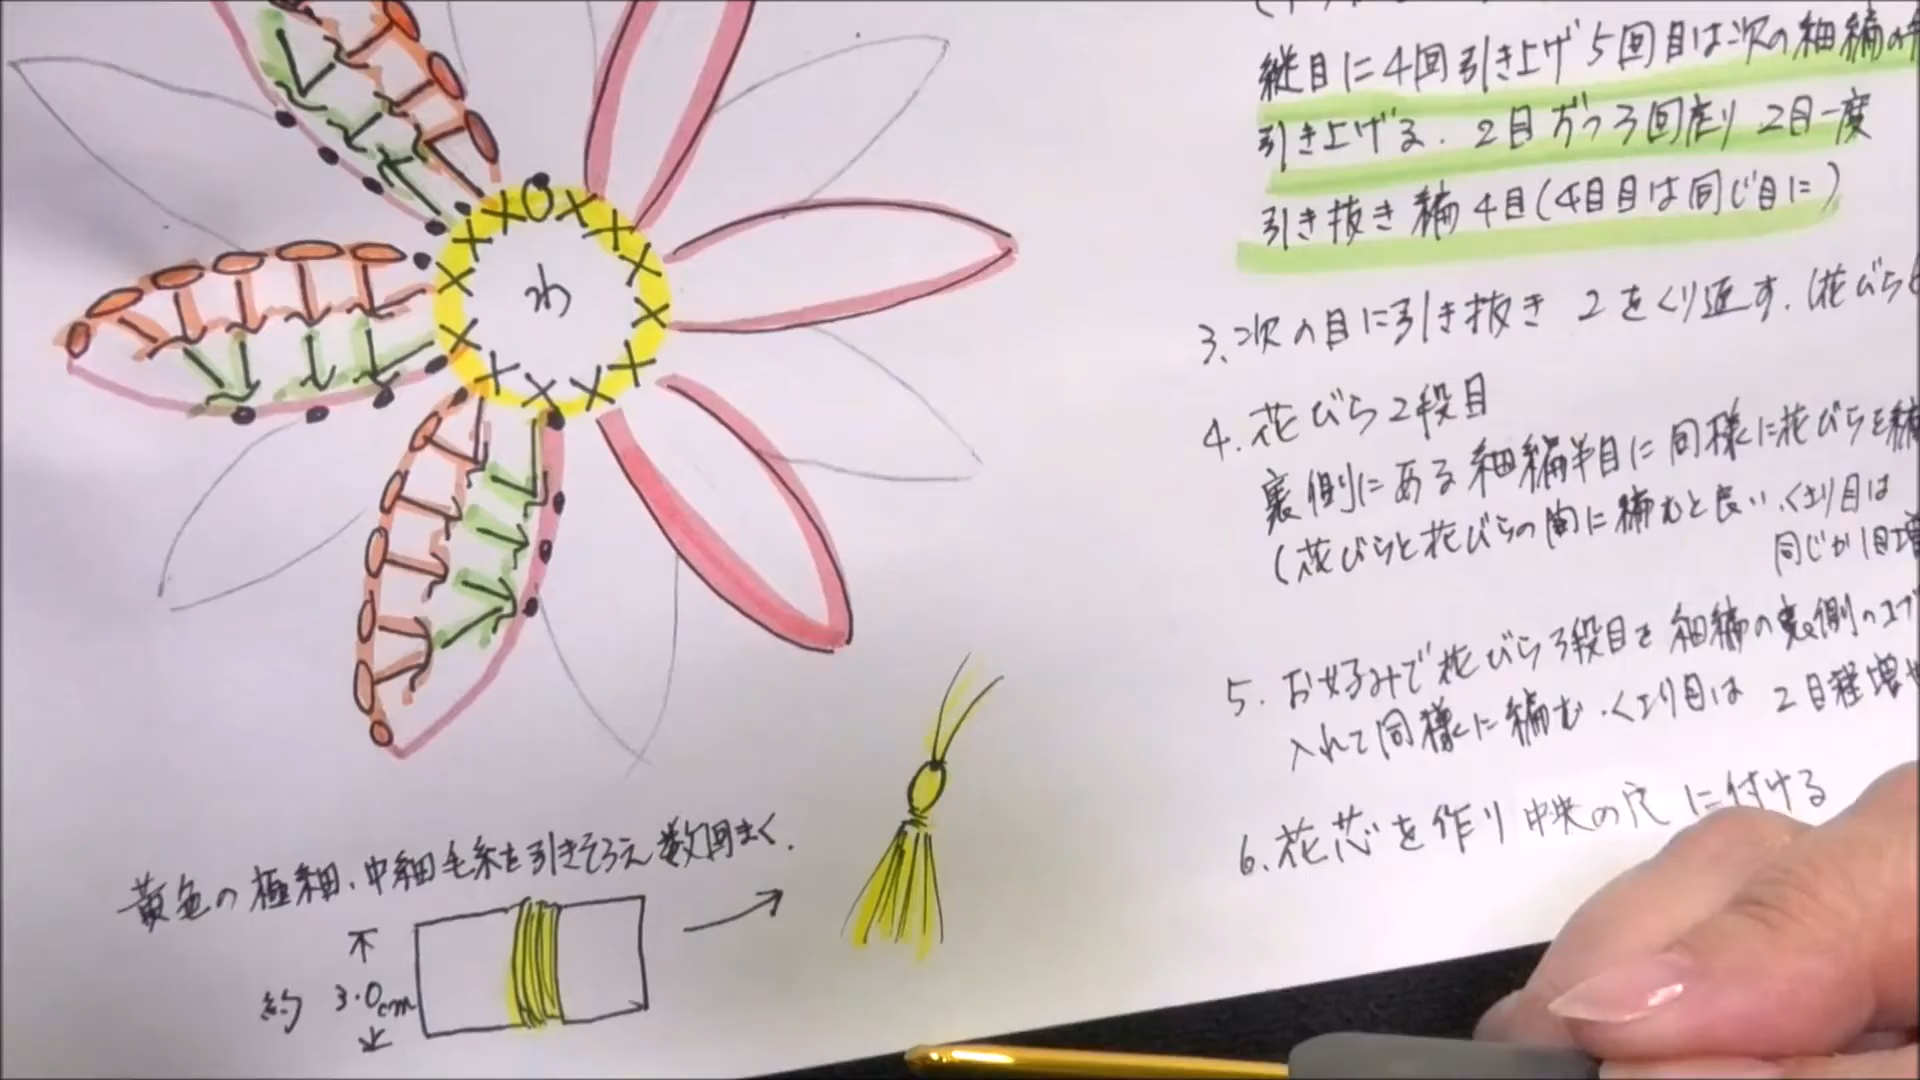 縦目に4回引き上げ5回目は次の細編の
引き上げる. 2目ずつ3回戻り 2目一度
引き抜き編4目(4目目は同じ目に)
3. 次の目に引き抜き 2をくり返す. (花びら
4. 花びら2段目
裏側にある細編半目に同様に花びらを編
(花びらと花びらの間に編むと良い. くさり目は
同じか1目増
5. お好みで花びら3段目を細編の裏側の
入れて同様に編む. くさり目は 2目程増や
6. 花芯を作り中央の穴に付ける
わ
黄色の極細. 中細毛糸を引きそろえ数回まく.
約 3.0cm